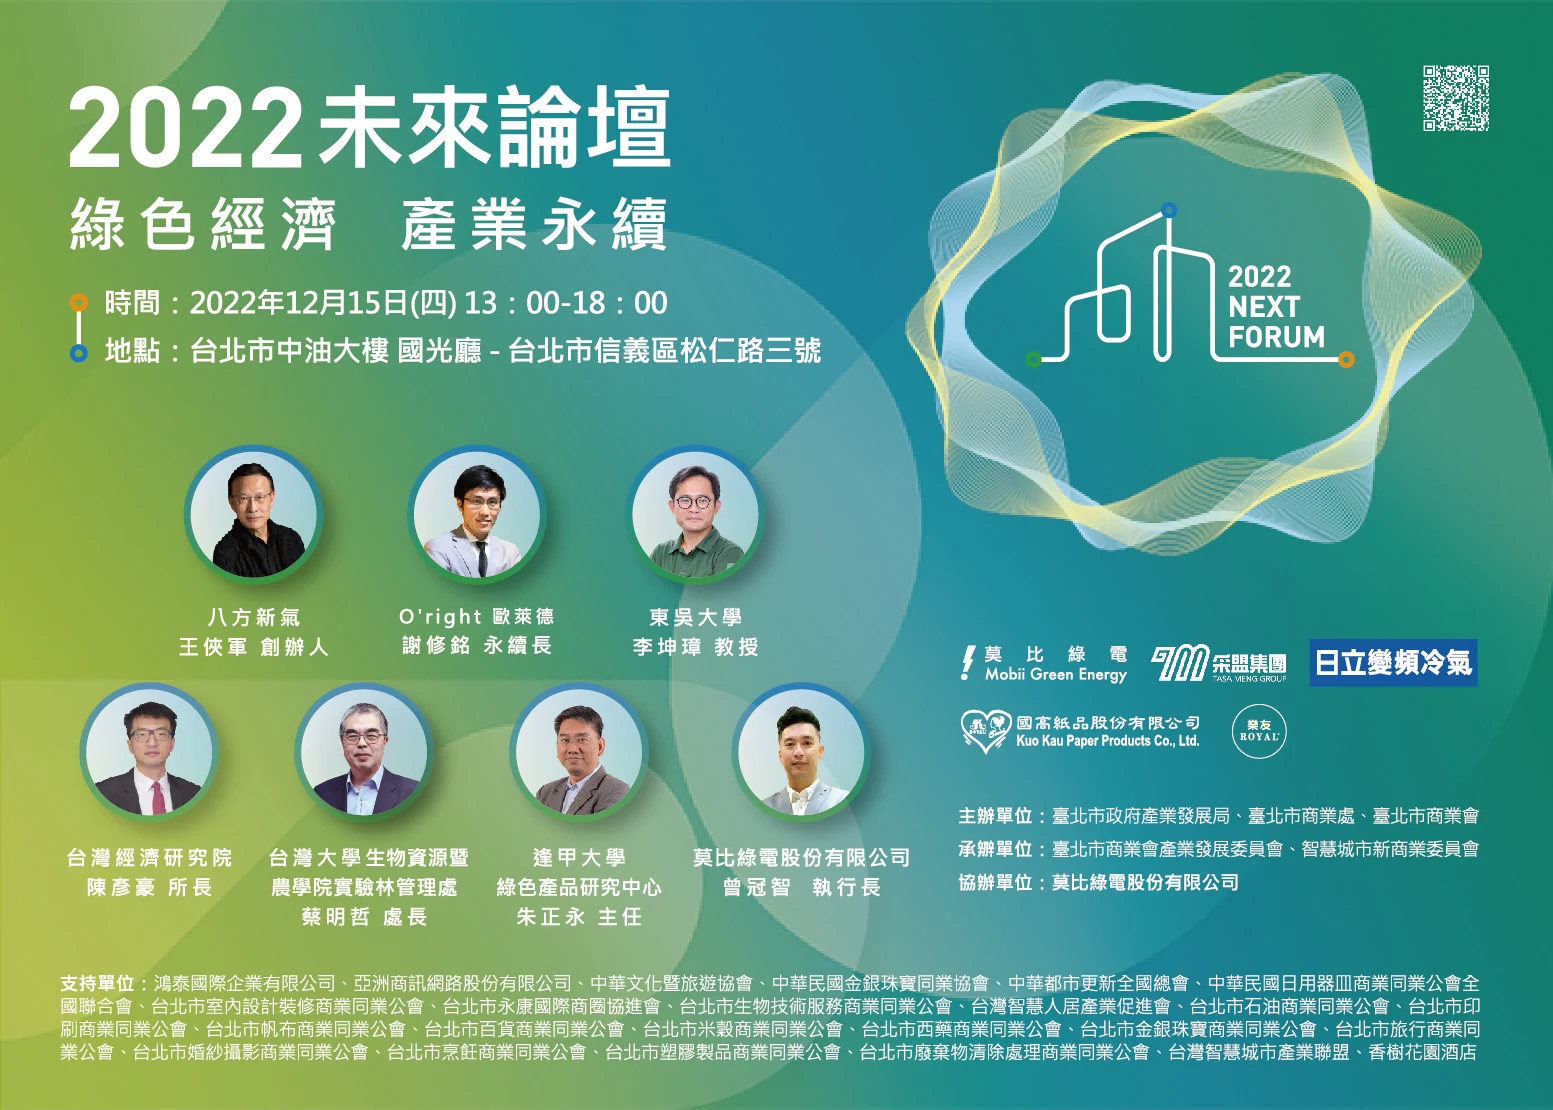 2022未來論壇
綠色經濟 產業永續
時間：2022年12月15日(四) 13：00-18：00
地點：台北市中油大樓 國光廳 - 台北市信義區松仁路三號
2022
NEXT
FORUM
八方新氣
王俠軍 創辦人
O'right 歐萊德
謝修銘 永續長
東吳大學
李坤璋 教授
台灣經濟研究院
陳彥豪 所長
台灣大學生物資源暨
農學院實驗林管理處
蔡明哲 處長
逢甲大學
綠色產品研究中心
朱正永 主任
莫比綠電股份有限公司
曾冠智 執行長
莫比綠電
Mobii Green Energy
采盟集團
TASA MENG GROUP
日立變頻冷氣
ROYAL
國高紙品股份有限公司
Kuo Kau Paper Products Co., Ltd.
樂友
ROYAL
主辦單位：臺北市政府產業發展局、臺北市商業處、臺北市商業會
承辦單位：臺北市商業會產業發展委員會、智慧城市新商業委員會
協辦單位：莫比綠電股份有限公司
支持單位：鴻泰國際企業有限公司、亞洲商訊網路股份有限公司、中華文化暨旅遊協會、中華民國金銀珠寶同業協會、中華都市更新全國總會、中華民國日用器皿商業同業公會全
國聯合會、台北市室內設計裝修商業同業公會、台北市永康國際商圈協進會、台北市生物技術服務商業同業公會、台灣智慧人居產業促進會、台北市石油商業同業公會、台北市印
刷商業同業公會、台北市帆布商業同業公會、台北市百貨商業同業公會、台北市米穀商業同業公會、台北市西藥商業同業公會、台北市金銀珠寶商業同業公會、台北市旅行商業同
業公會、台北市婚紗攝影商業同業公會、台北市烹飪商業同業公會、台北市塑膠製品商業同業公會、台北市廢棄物清除處理商業同業公會、台灣智慧城市產業聯盟、香樹花園酒店